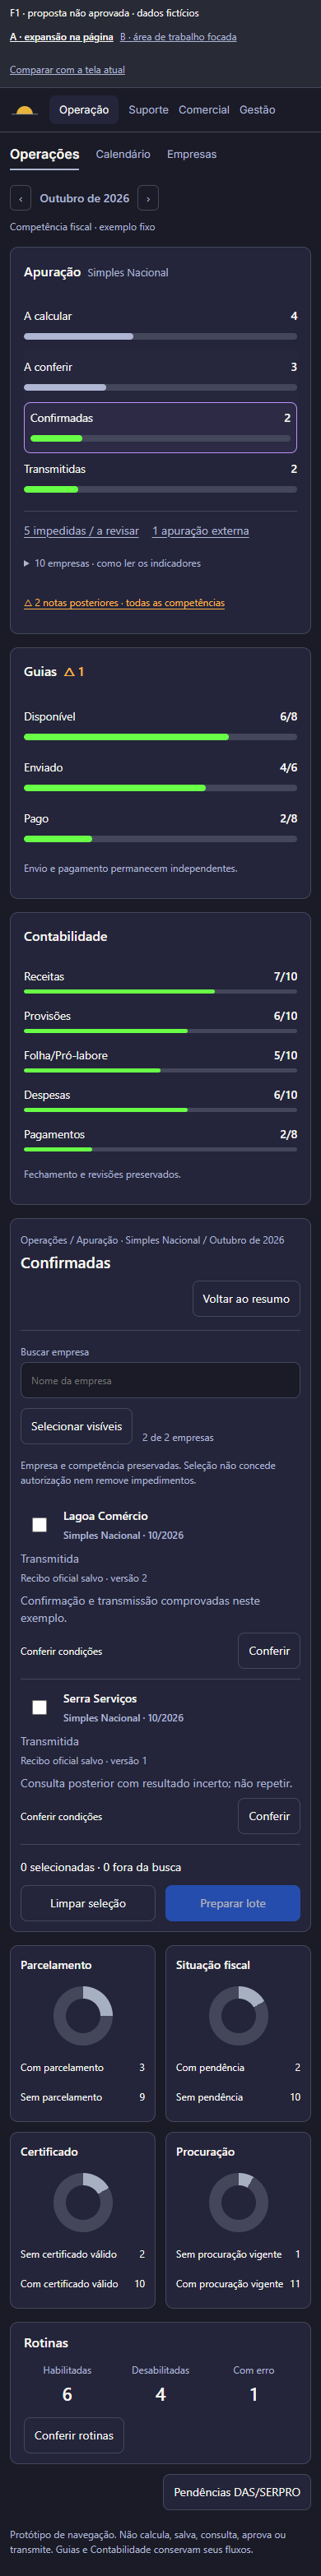 F1 · proposta não aprovada · dados fictícios
A · expansão na página B · área de trabalho focada
Comparar com a tela atual
Operação Suporte Comercial Gestão
Operações Calendário Empresas
‹ Outubro de 2026 ›
Competência fiscal · exemplo fixo
Apuração Simples Nacional
A calcular 4
A conferir 3
Confirmadas 2
Transmitidas 2
5 impedidas / a revisar 1 apuração externa
▶ 10 empresas · como ler os indicadores
△ 2 notas posteriores · todas as competências
Guias △ 1
Disponível 6/8
Enviado 4/6
Pago 2/8
Envio e pagamento permanecem independentes.
Contabilidade
Receitas 7/10
Provisões 6/10
Folha/Pró-labore 5/10
Despesas 6/10
Pagamentos 2/8
Fechamento e revisões preservados.
Operações / Apuração · Simples Nacional / Outubro de 2026
Confirmadas
Voltar ao resumo
Buscar empresa
Nome da empresa
Selecionar visíveis 2 de 2 empresas
Empresa e competência preservadas. Seleção não concede
autorização nem remove impedimentos.
Lagoa Comércio
Simples Nacional · 10/2026
Transmitida
Recibo oficial salvo · versão 2
Confirmação e transmissão comprovadas neste
exemplo.
Conferir condições Conferir
Serra Serviços
Simples Nacional · 10/2026
Transmitida
Recibo oficial salvo · versão 1
Consulta posterior com resultado incerto; não repetir.
Conferir condições Conferir
0 selecionadas · 0 fora da busca
Limpar seleção Preparar lote
Parcelamento
Com parcelamento 3
Sem parcelamento 9
Situação fiscal
Com pendência 2
Sem pendência 10
Certificado
Sem certificado válido 2
Com certificado válido 10
Procuração
Sem procuração vigente 1
Com procuração vigente 11
Rotinas
Habilitadas Desabilitadas Com erro
6 4 1
Conferir rotinas
Pendências DAS/SERPRO
Protótipo de navegação. Não calcula, salva, consulta, aprova ou
transmite. Guias e Contabilidade conservam seus fluxos.